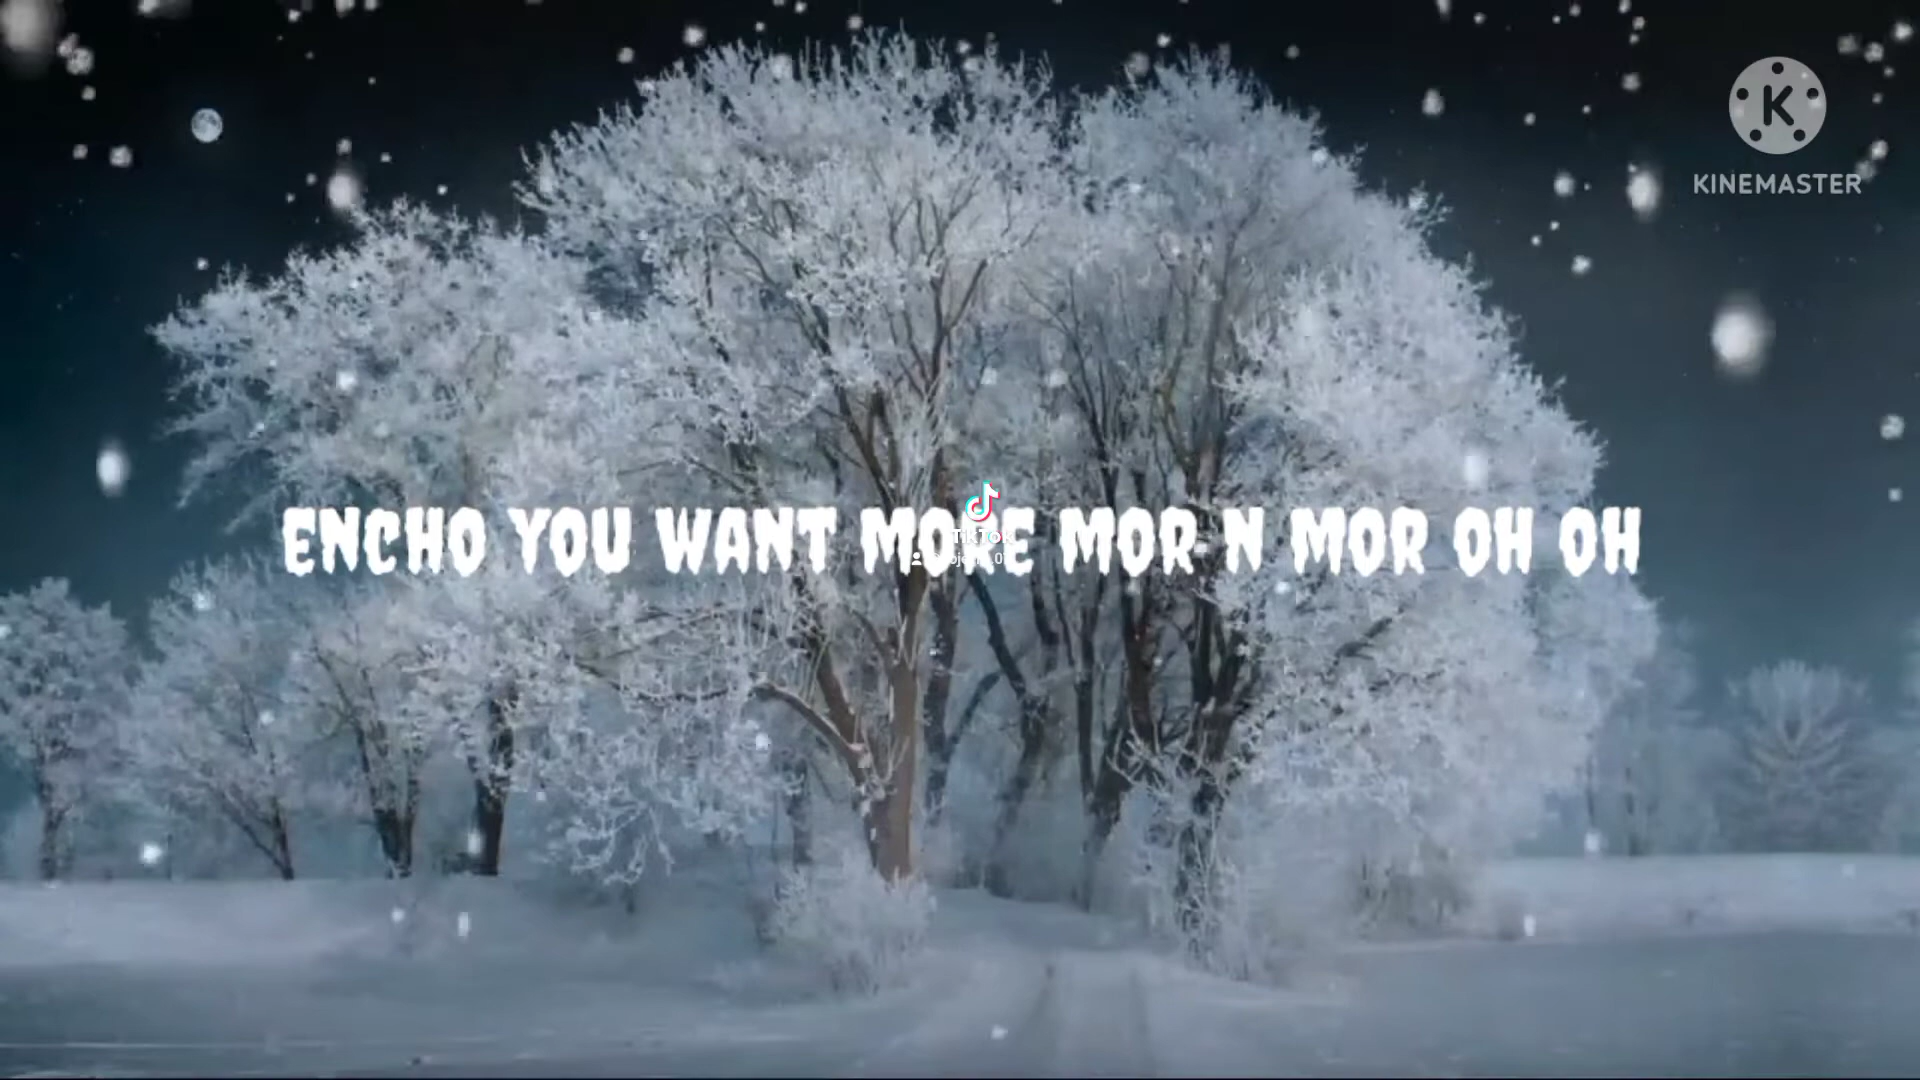 KINEMASTER
ENCHO YOU WANT MORE MOR N MOR OH OH
TikTok